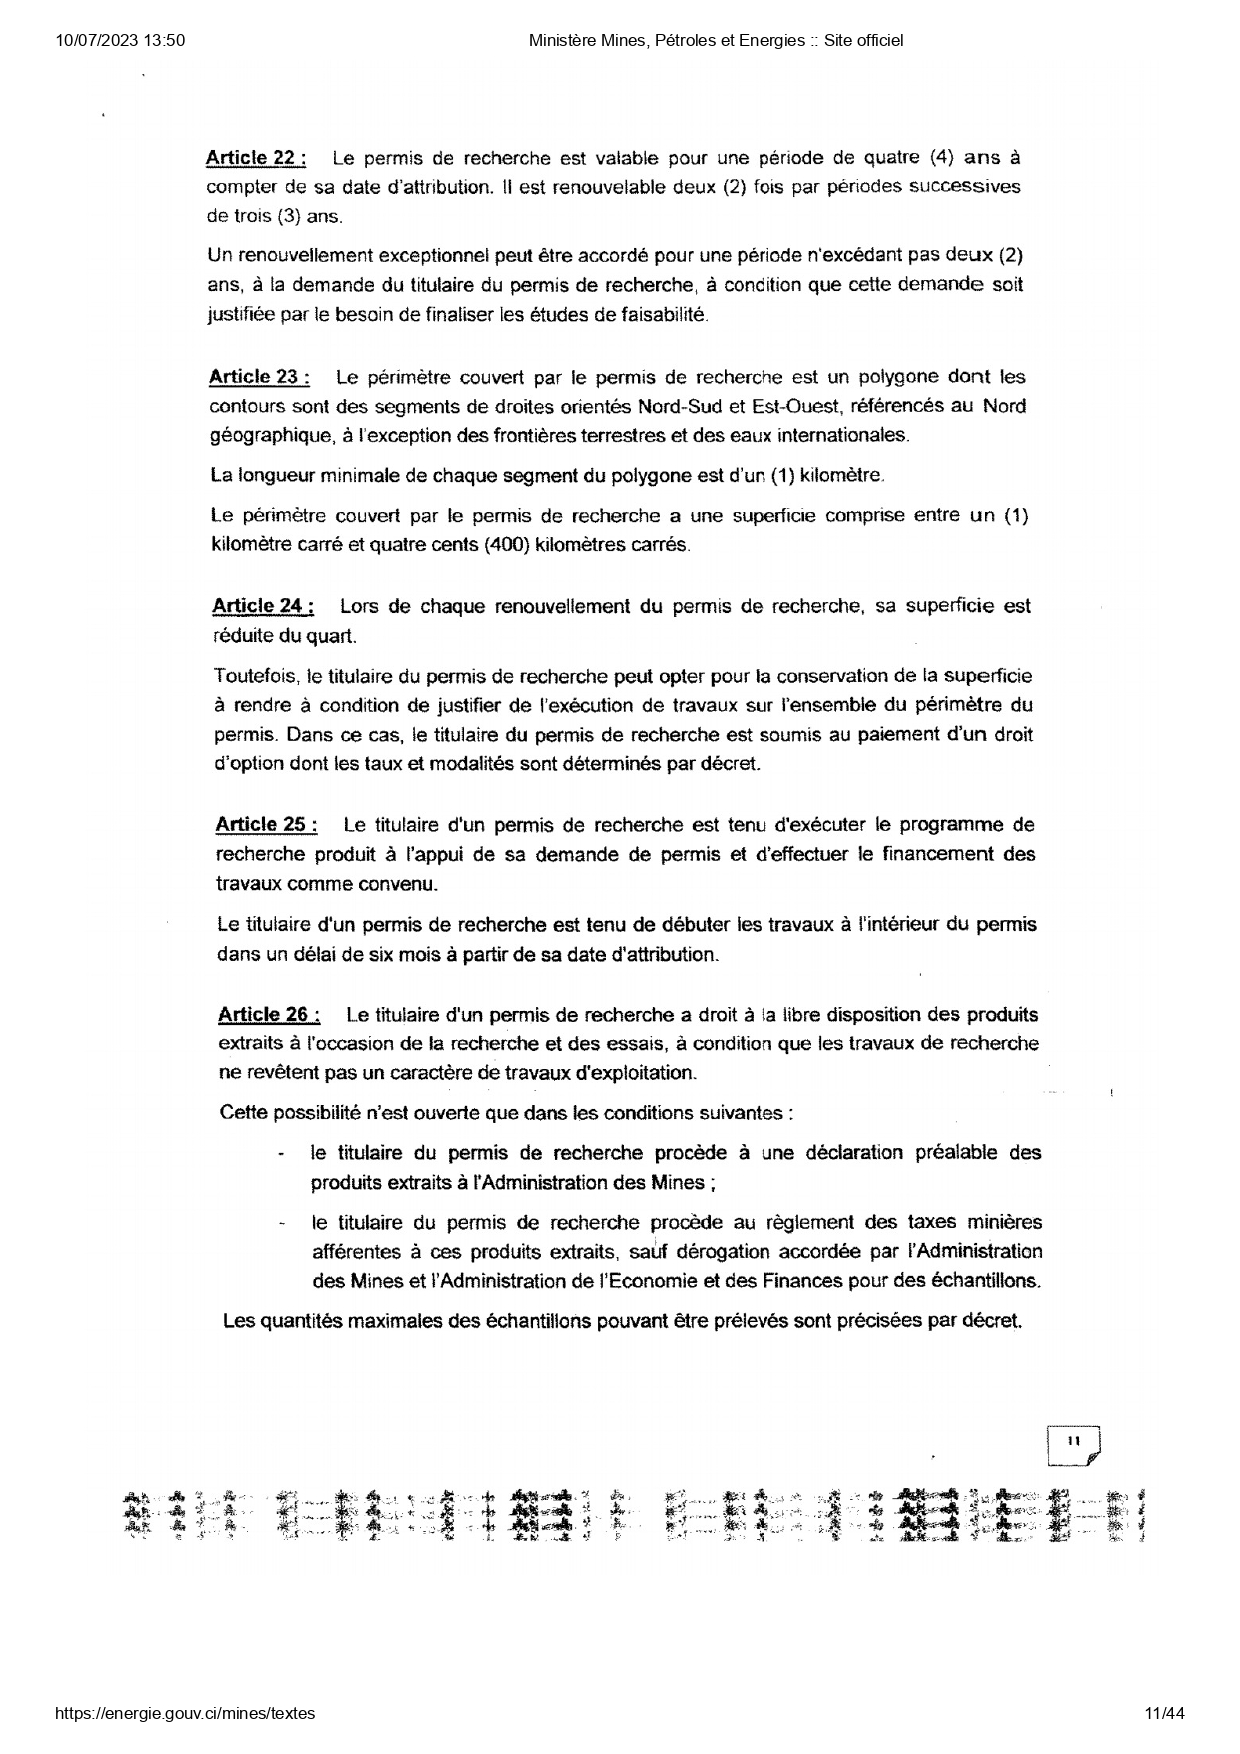 10/07/2023 13:50
Ministère Mines, Pétroles et Energies :: Site officiel
Article 22 : Le permis de recherche est valable pour une période de quatre (4) ans à
compter de sa date d'attribution. Il est renouvelable deux (2) fois par périodes successives
de trois (3) ans.
Un renouvellement exceptionnel peut être accordé pour une période n'excédant pas deux (2)
ans, à la demande du titulaire du permis de recherche, à condition que cette demande soit
justifiée par le besoin de finaliser les études de faisabilité.
Article 23 : Le périmètre couvert par le permis de recherche est un polygone dont les
contours sont des segments de droites orientés Nord-Sud et Est-Ouest, référencés au Nord
géographique, à l'exception des frontières terrestres et des eaux internationales.
La longueur minimale de chaque segment du polygone est d'un (1) kilomètre.
Le périmètre couvert par le permis de recherche a une superficie comprise entre un (1)
kilomètre carré et quatre cents (400) kilomètres carrés.
Article 24 : Lors de chaque renouvellement du permis de recherche, sa superficie est
réduite du quart.
Toutefois, le titulaire du permis de recherche peut opter pour la conservation de la superficie
à rendre à condition de justifier de l'exécution de travaux sur l'ensemble du périmètre du
permis. Dans ce cas, le titulaire du permis de recherche est soumis au paiement d'un droit
d'option dont les taux et modalités sont déterminés par décret.
Article 25 : Le titulaire d'un permis de recherche est tenu d'exécuter le programme de
recherche produit à l'appui de sa demande de permis et d'effectuer le financement des
travaux comme convenu.
Le titulaire d'un permis de recherche est tenu de débuter les travaux à l'intérieur du permis
dans un délai de six mois à partir de sa date d'attribution.
Article 26 : Le titulaire d'un permis de recherche a droit à la libre disposition des produits
extraits à l'occasion de la recherche et des essais, à condition que les travaux de recherche
ne revêtent pas un caractère de travaux d'exploitation.
Cette possibilité n'est ouverte que dans les conditions suivantes :
- le titulaire du permis de recherche procède à une déclaration préalable des
produits extraits à l'Administration des Mines ;
- le titulaire du permis de recherche procède au règlement des taxes minières
afférentes à ces produits extraits, sauf dérogation accordée par l'Administration
des Mines et l'Administration de l'Economie et des Finances pour des échantillons.
Les quantités maximales des échantillons pouvant être prélevés sont précisées par décret.
11
https://energie.gouv.ci/mines/textes
11/44